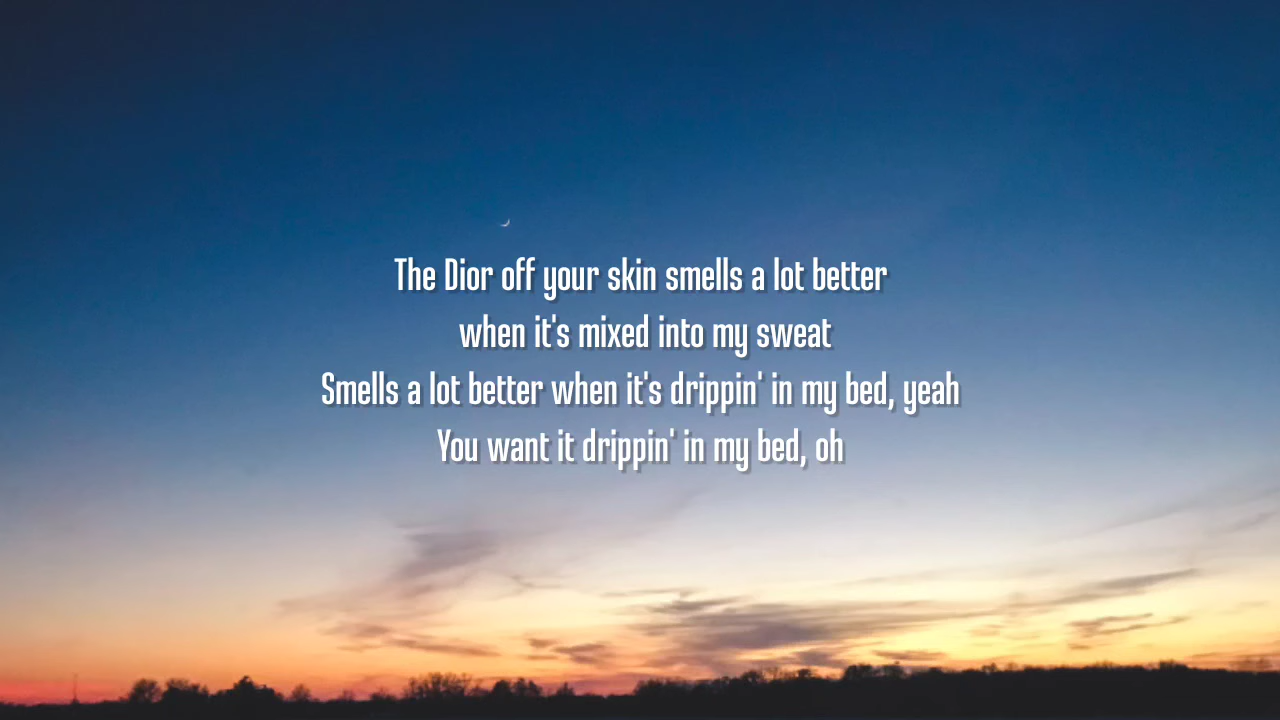 The Dior off your skin smells a lot better
when it's mixed into my sweat
Smells a lot better when it's drippin' in my bed, yeah
You want it drippin' in my bed, oh